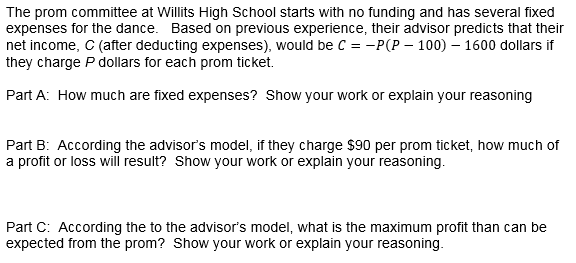 The prom committee at Willits High School starts with no funding and has several fixed
expenses for the dance. Based on previous experience, their advisor predicts that their
net income, C (after deducting expenses), would be C = −P(P − 100) − 1600 dollars if
they charge P dollars for each prom ticket.
Part A: How much are fixed expenses? Show your work or explain your reasoning
Part B: According the advisor's model, if they charge $90 per prom ticket, how much of
a profit or loss will result? Show your work or explain your reasoning.
Part C: According the to the advisor's model, what is the maximum profit than can be
expected from the prom? Show your work or explain your reasoning.